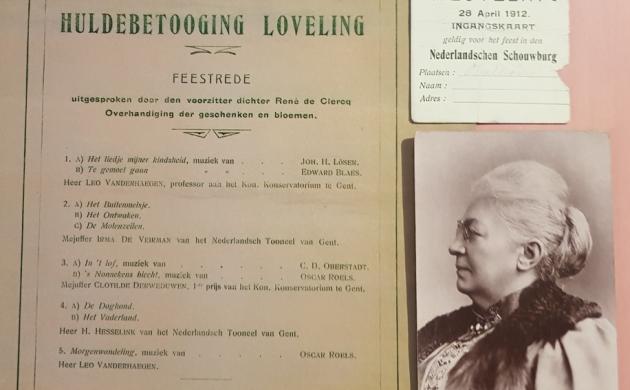 HULDEBETOOGING LOVELING
FEESTREDE
uitgesproken door den voorzitter dichter Renè de Clercq
Overhandiging der geschenken en bloemen.
1. A) Het liedje mijner kindsheid, muziek van . . . JOH. H. LÖSER.
B) Te gemoet gaan „ „ . . . EDWARD BLAES.
Heer LEO VANDERHAEGEN, professor aan het Kon. Konservatorium te Gent.
2. A) Het Buitenmeisje.
B) Het Ontwaken.
C) De Molenzeilen.
Mejuffer IRMA DE VEIRMAN van het Nederlandsch Tooneel van Gent.
3. A) In 't lof, muziek van . . . . . . C. D. OBERSTADT.
B) 's Nonnekens biecht, muziek van . . . . OSCAR ROELS.
Mejuffer CLOTILDE DERWEDUWEN, 1ste prijs van het Kon. Konservatorium te Gent.
4. A) De Daghond.
B) Het Vaderland.
Heer H. HESSELINK van het Nederlandsch Tooneel van Gent.
5. Morgenwandeling, muziek van . . . . . OSCAR ROELS.
Heer LEO VANDERHAEGEN.
28 April 1912.
INGANGSKAART
geldig voor het feest in den
Nederlandschen Schouwburg
Plaatsen :
Naam :
Adres :